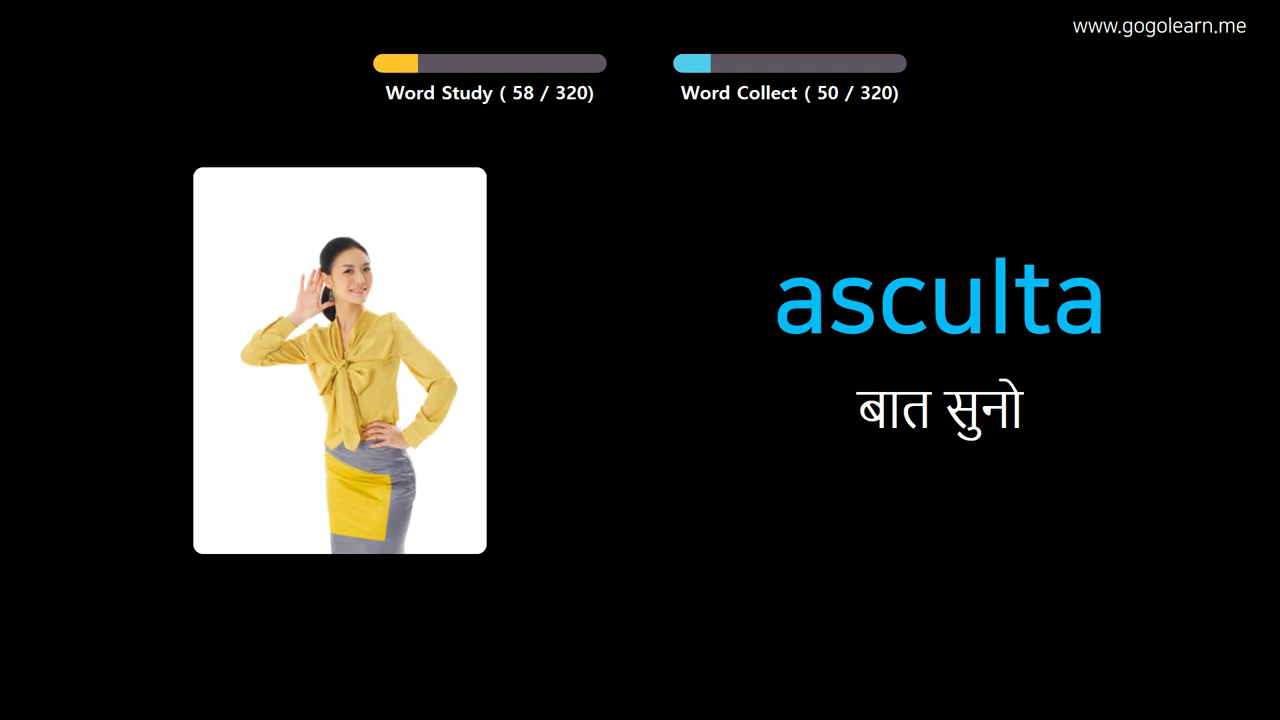 www.gogolearn.me
Word Study ( 58 / 320)
Word Collect ( 50 / 320)
asculta
बात सुनो